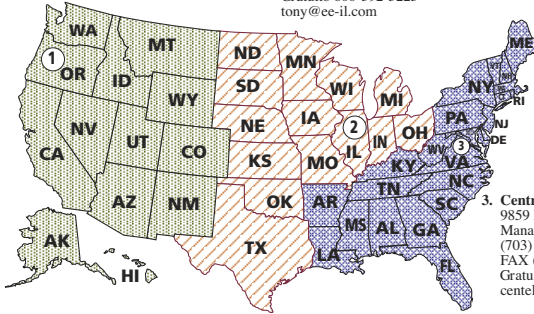 tony@ee-il.com
WA
MT
ND
MN
ME
1
OR
ID
SD
WI
MI
NY
RI
WY
NE
IA
2
IL
IN
OH
PA
NJ
DE
3
WV
VA
NV
UT
CO
KS
MO
KY
CA
NC
TN
AZ
NM
OK
AR
SC
MS
AL
GA
TX
LA
AK
HI
FL
3. Centr
9859
Mana
(703)
FAX (
Gratu
centel